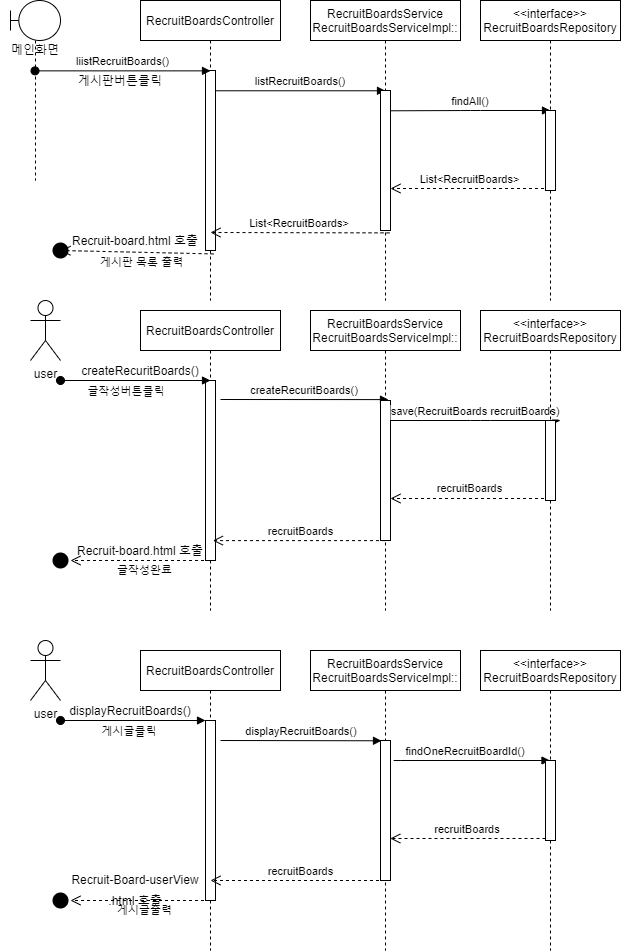 RecruitBoardsController
RecruitBoardsService
RecruitBoardsServiceImpl::
<<interface>>
RecruitBoardsRepository
메인화면
liistRecruitBoards()
게시판버튼클릭
listRecruitBoards()
findAll()
List<RecruitBoards>
List<RecruitBoards>
Recruit-board.html 호출
게시판 목록 출력
RecruitBoardsController
RecruitBoardsService
RecruitBoardsServiceImpl::
<<interface>>
RecruitBoardsRepository
user
createRecuritBoards()
글작성버튼클릭
createRecuritBoards()
save(RecruitBoards recruitBoards)
recruitBoards
recruitBoards
Recruit-board.html 호출
글작성완료
RecruitBoardsController
RecruitBoardsService
RecruitBoardsServiceImpl::
<<interface>>
RecruitBoardsRepository
user
displayRecruitBoards()
게시글클릭
displayRecruitBoards()
findOneRecruitBoardId()
recruitBoards
recruitBoards
Recruit-Board-userView
.html 호출
게시글출력